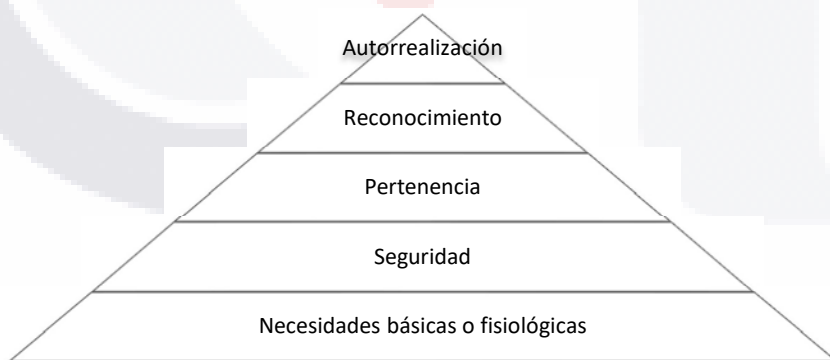 Autorrealización
Reconocimiento
Pertenencia
Seguridad
Necesidades básicas o fisiológicas